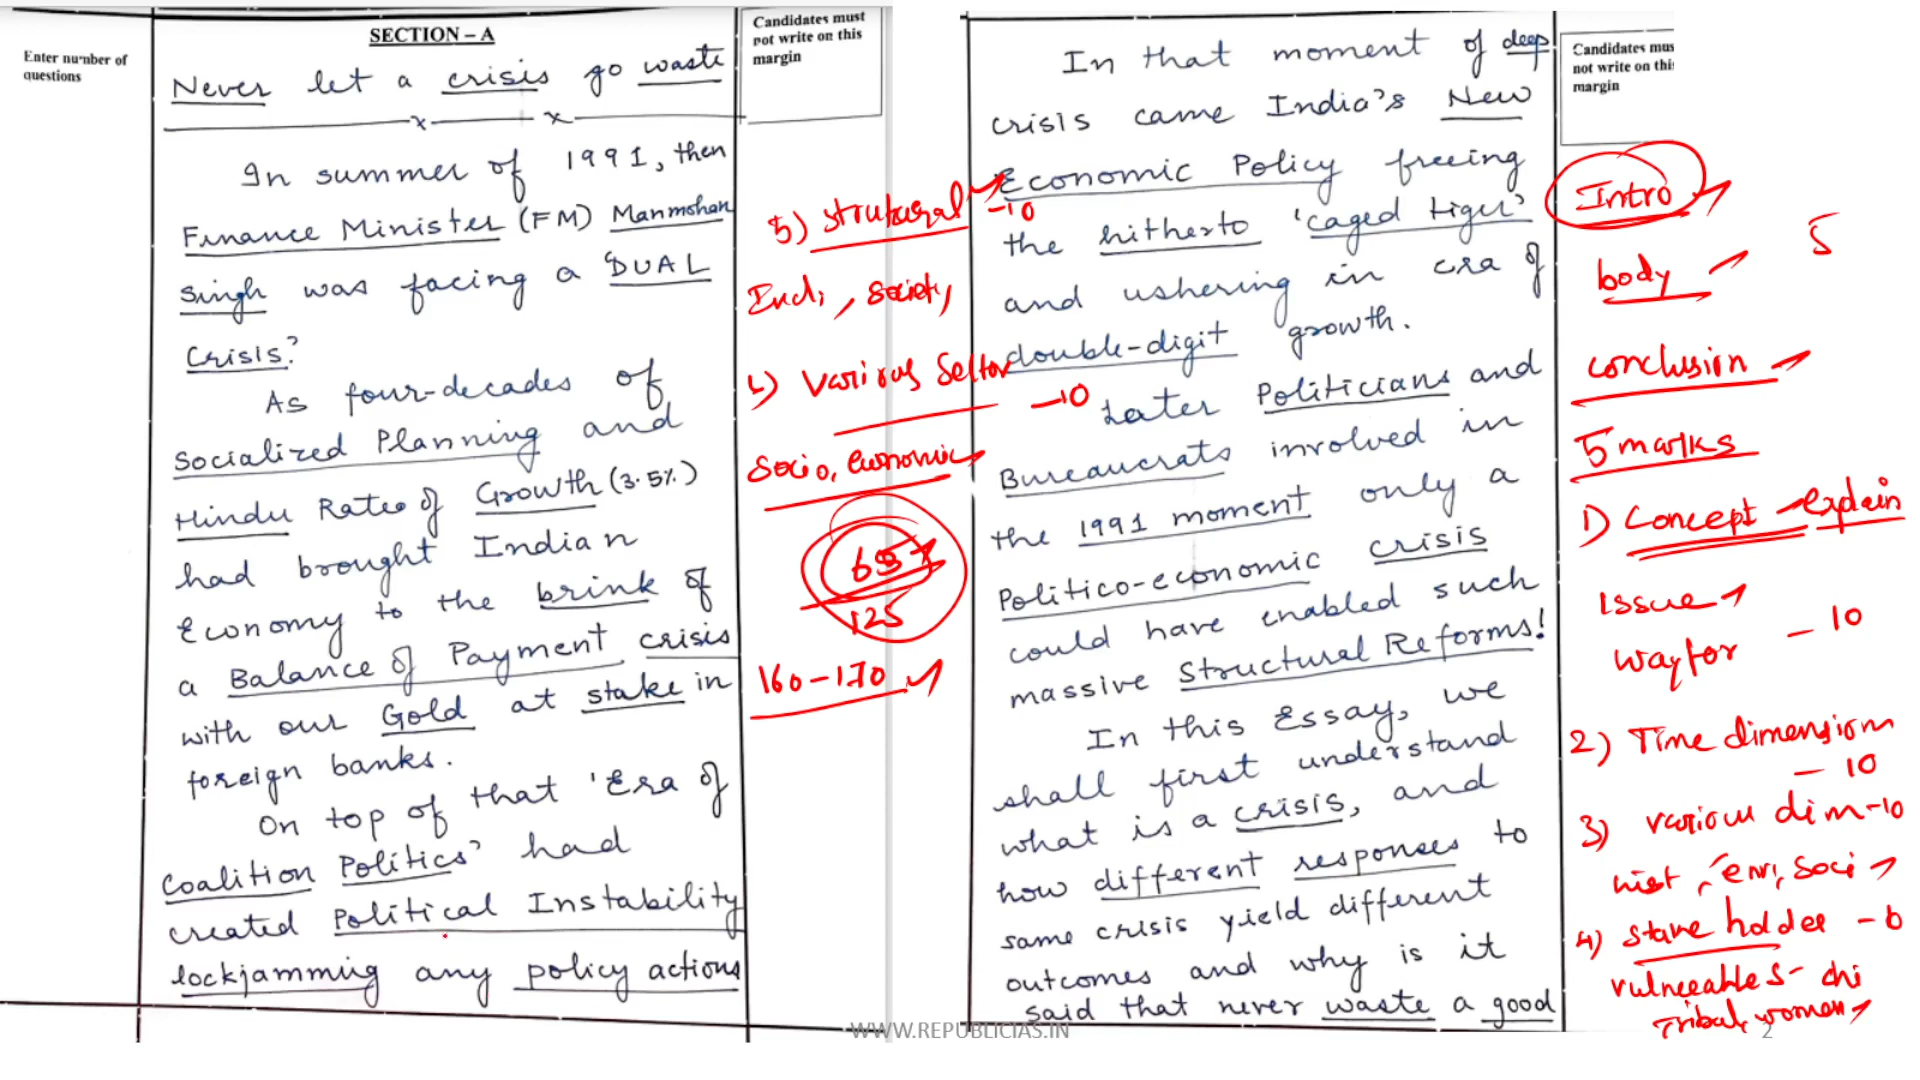 SECTION – A
Enter number of
questions
Candidates must
not write on this
margin
Never let a crisis go waste
x x
In summer of 1991, then
Finance Minister (FM) Manmohan
Singh was facing a 'DUAL
Crisis'.
As four-decades of
Socialized Planning and
Hindu Rate of Growth (3.5%)
had brought Indian
Economy to the brink of
a Balance of Payment crisis
with our Gold at stake in
foreign banks.
On top of that 'Era of
Coalition Politics' had
created Political Instability
lockjamming any policy actions
5) structural
-10
Indi, society,
Various Sector
-10
Socio, economic
65
125
160-170
In that moment of deep
crisis came India's New
Economic Policy freeing
the hitherto 'caged tiger'
and ushering in era of
double-digit growth.
Later Politicians and
Bureaucrats involved in
the 1991 moment only a
Politico-economic crisis
could have enabled such
massive Structural Reforms!
In this Essay, we
shall first understand
what is a crisis, and
how different responses to
same crisis yield different
outcomes and why is it
said that never waste a good
Candidates mus
not write on thi
margin
Intro
body
5
conclusion
5 marks
1) Concept - explain
Issue
wayfor - 10
2) Time dimension
- 10
3) various dim-10
hist, env, soci
4) stake holder -
vulnerables - chi
Tribal, women
WWW.REPUBLICIAS.IN
2